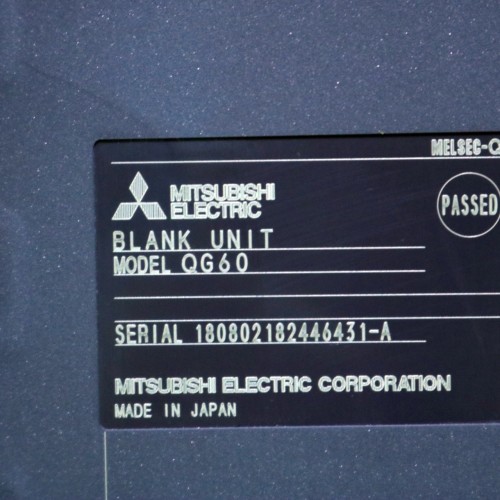 MELSEC-Q
MITSUBISHI
ELECTRIC
PASSED
BLANK UNIT
MODEL QG60
SERIAL 180802182446431-A
MITSUBISHI ELECTRIC CORPORATION
MADE IN JAPAN